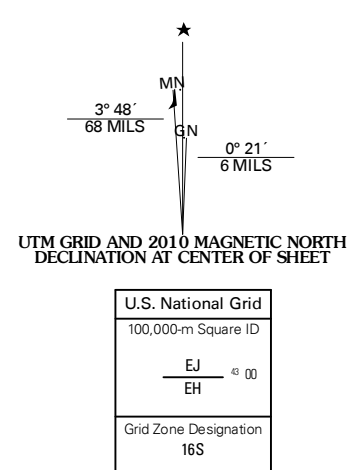 ★
MN
3° 48´
68 MILS
GN
0° 21´
6 MILS
UTM GRID AND 2010 MAGNETIC NORTH
DECLINATION AT CENTER OF SHEET
U.S. National Grid
100,000-m Square ID
EJ
43 00
EH
Grid Zone Designation
16S